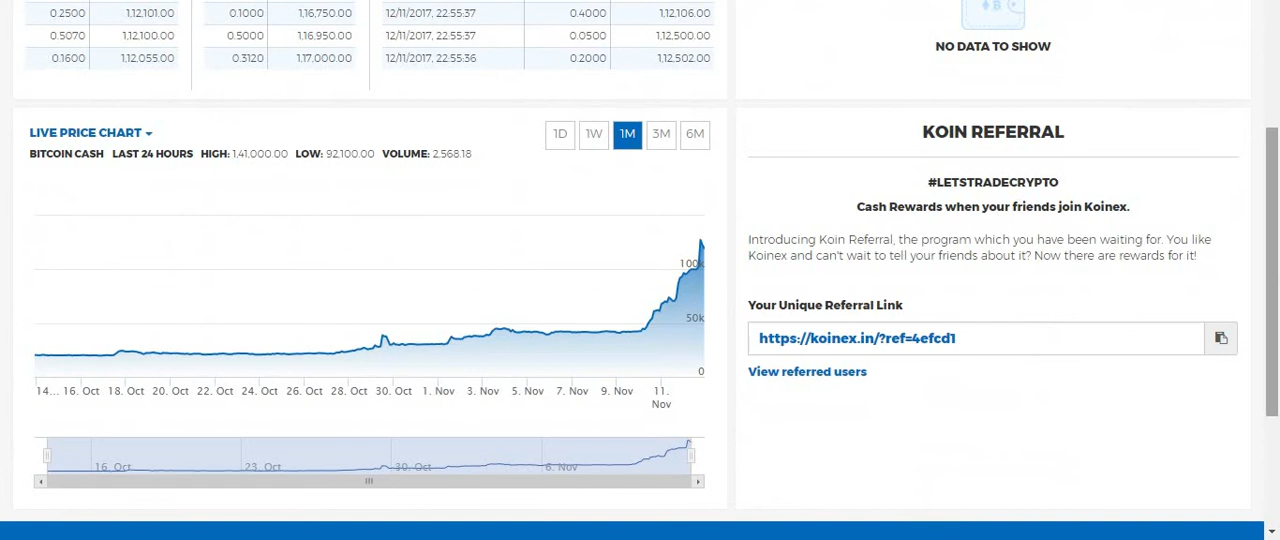 0.2500 1,12,101.00 0.1000 1,16,750.00 12/11/2017, 22:55:37 0.4000 1,12,106.00
0.5070 1,12,100.00 0.5000 1,16,950.00 12/11/2017, 22:55:37 0.0500 1,12,500.00
0.1600 1,12,055.00 0.3120 1,17,000.00 12/11/2017, 22:55:36 0.2000 1,12,502.00
NO DATA TO SHOW
LIVE PRICE CHART
1D 1W 1M 3M 6M
BITCOIN CASH LAST 24 HOURS HIGH: 1,41,000.00 LOW: 92,100.00 VOLUME: 2,568.18
100k
50k
0
14... 16. Oct 18. Oct 20. Oct 22. Oct 24. Oct 26. Oct 28. Oct 30. Oct 1. Nov 3. Nov 5. Nov 7. Nov 9. Nov 11.
Nov
16. Oct 23. Oct 30. Oct 6. Nov
KOIN REFERRAL
#LETSTRADECRYPTO
Cash Rewards when your friends join Koinex.
Introducing Koin Referral, the program which you have been waiting for. You like
Koinex and can't wait to tell your friends about it? Now there are rewards for it!
Your Unique Referral Link
https://koinex.in/?ref=4efcd1
View referred users